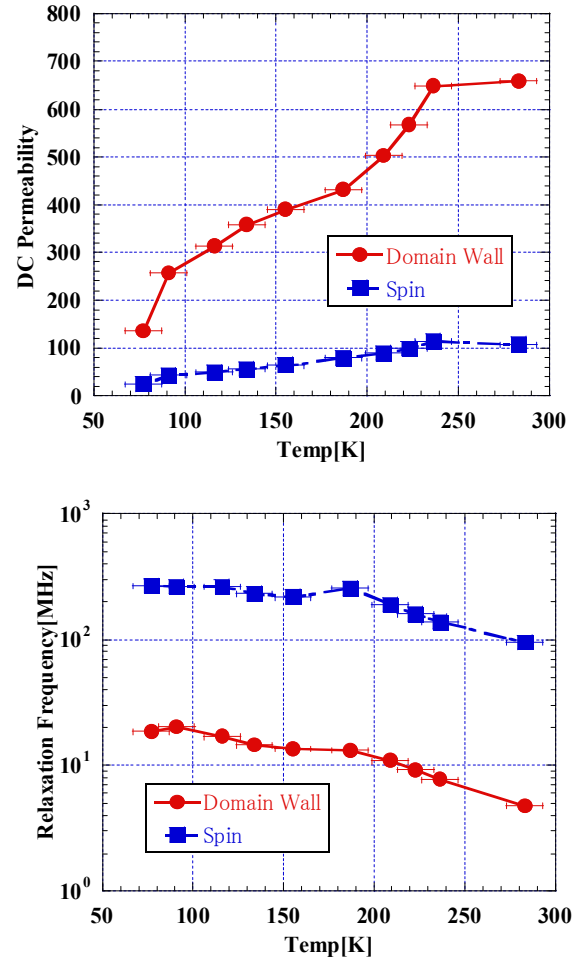 800
700
600
500
400
300
200
100
0
DC Permeability
Domain Wall
Spin
50 100 150 200 250 300
Temp[K]
10³
10²
10¹
10⁰
Relaxation Frequency[MHz]
Domain Wall
Spin
50 100 150 200 250 300
Temp[K]